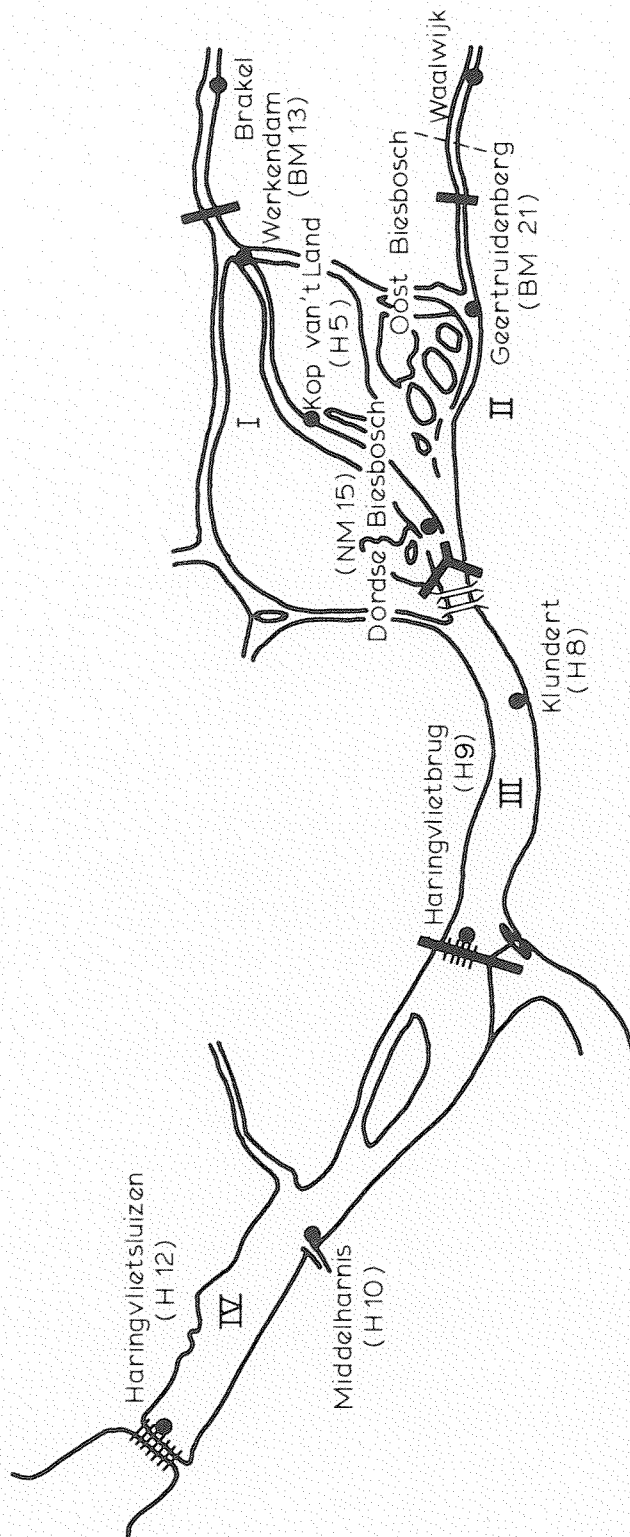 Haringvlietsluizen
(H 12)
IV
Middelharnis
(H 10)
Haringvlietbrug
(H9)
III
Klundert
(H8)
I
Kop van't Land
(H5)
Dordse Biesbosch
(NM 15)
Brakel
Werkendam
(BM 13)
Oost Biesbosch
II
Geertruidenberg
(BM 21)
Waalwijk